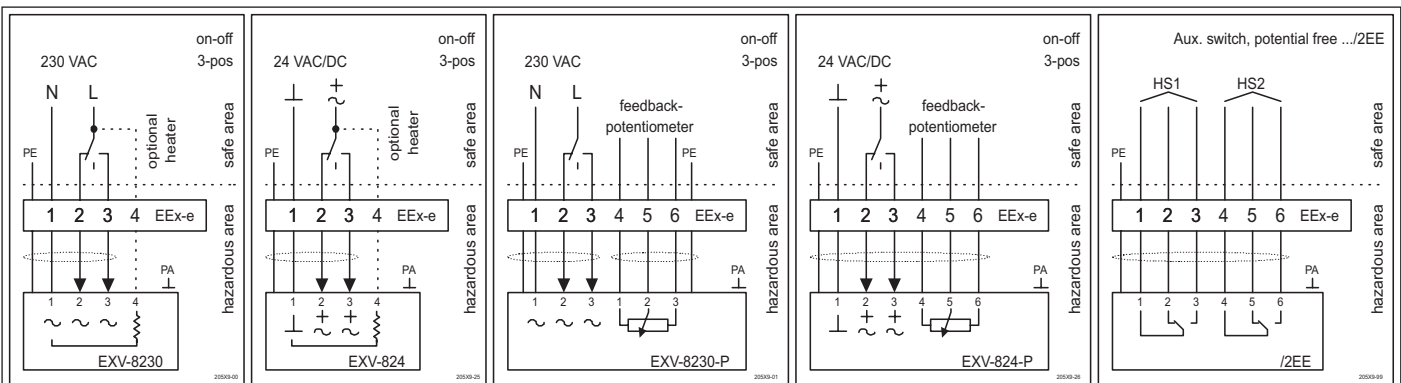 on-off
230 VAC 3-pos
N L
optional heater
safe area
PE
1 2 3 4 EEx-e
hazardous area
PA
1 2 3 4
~ ~ ~
EXV-8230
205X9-00
on-off
24 VAC/DC 3-pos
⊥ + ~
optional heater
safe area
PE
1 2 3 4 EEx-e
hazardous area
PA
1 2 3 4
⊥ + ~ + ~
EXV-824
205X9-25
on-off
230 VAC 3-pos
N L
feedback-
potentiometer
safe area
PE PE
1 2 3 4 5 6 EEx-e
hazardous area
PA
1 2 3 1 2 3
~ ~ ~
EXV-8230-P
205X9-01
on-off
24 VAC/DC 3-pos
⊥ + ~
feedback-
potentiometer
safe area
PE
1 2 3 4 5 6 EEx-e
hazardous area
PA
1 2 3 4 5 6
⊥ + ~ + ~
EXV-824-P
205X9-26
Aux. switch, potential free .../2EE
HS1 HS2
safe area
PE
1 2 3 4 5 6 EEx-e
hazardous area
PA
1 2 3 4 5 6
/2EE
205X9-99